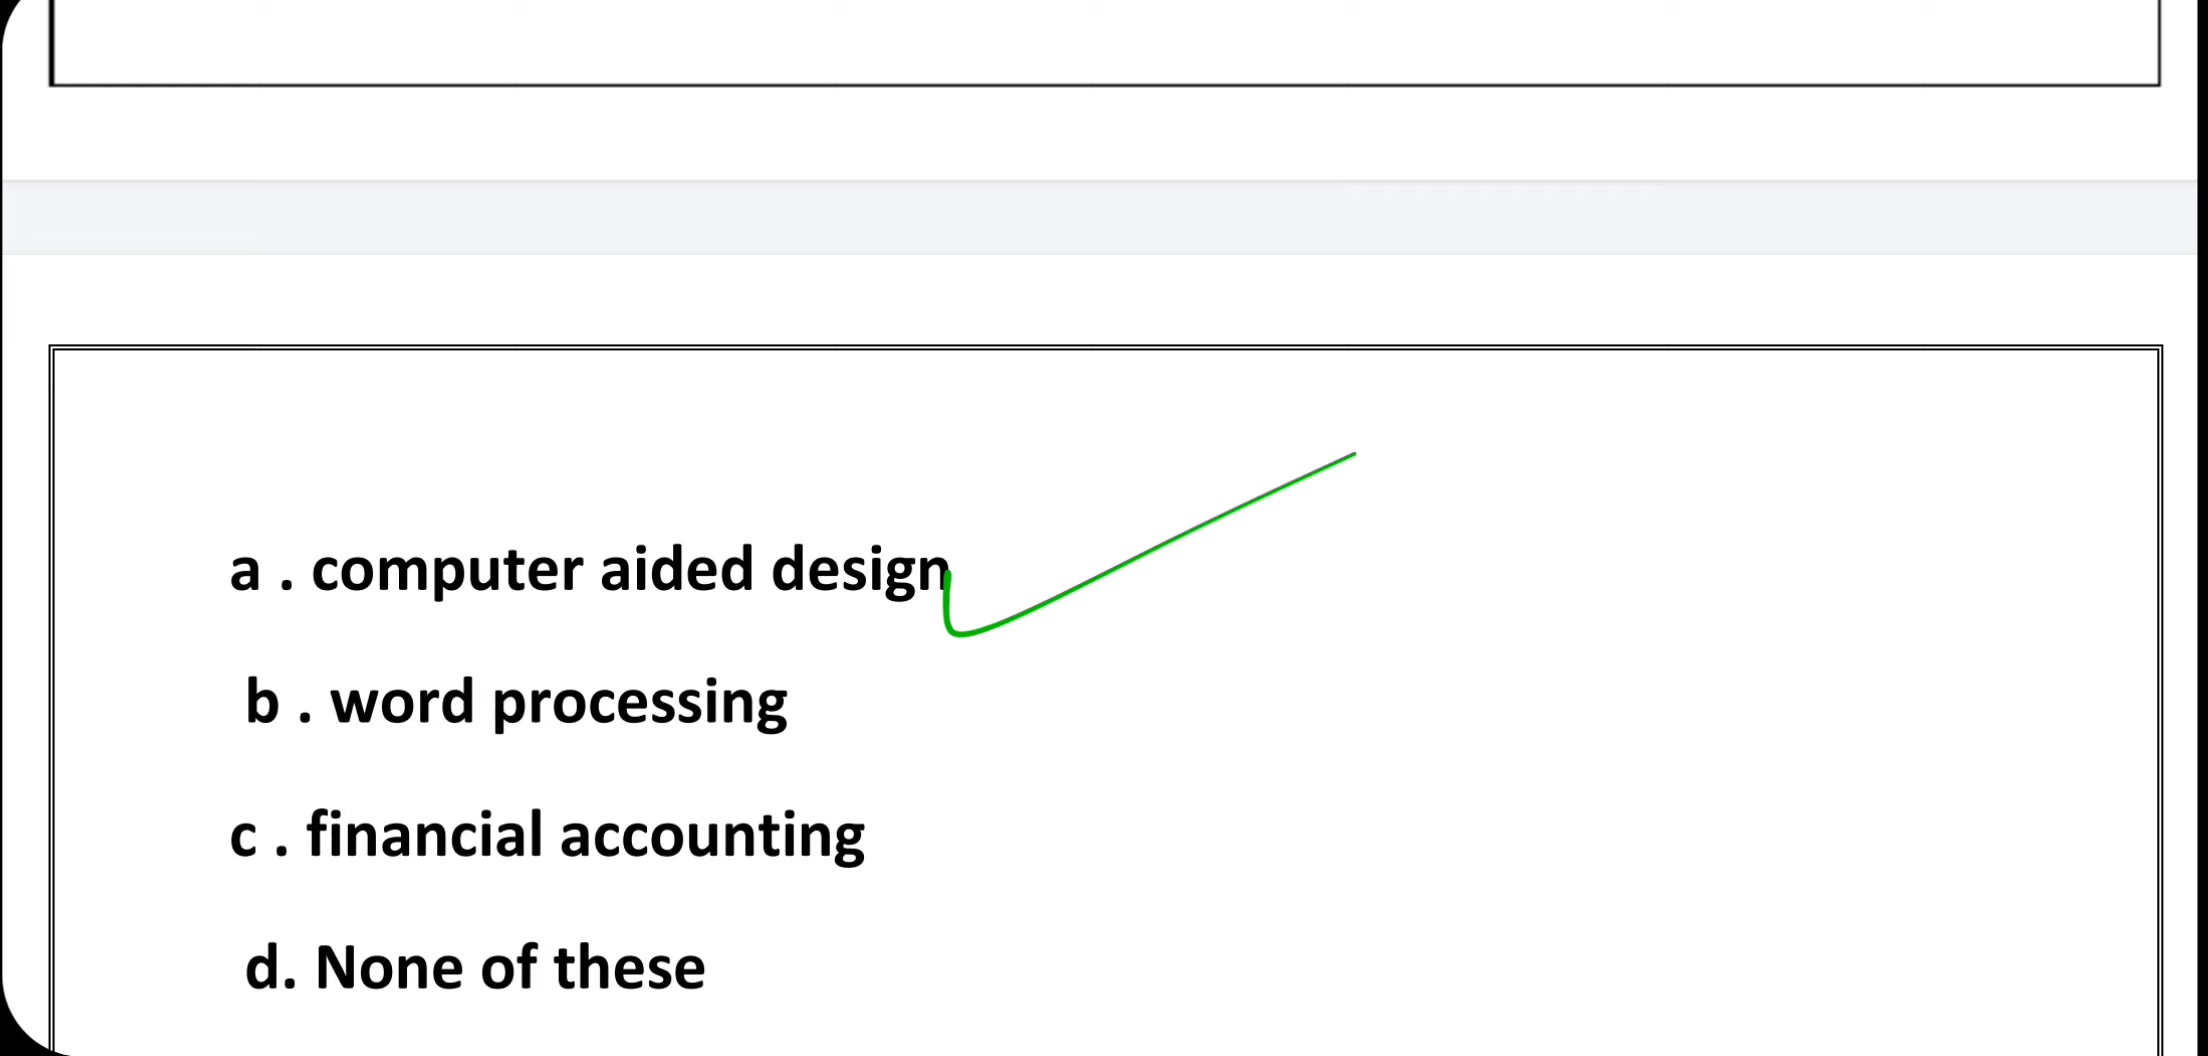 a . computer aided design
b . word processing
c . financial accounting
d. None of these